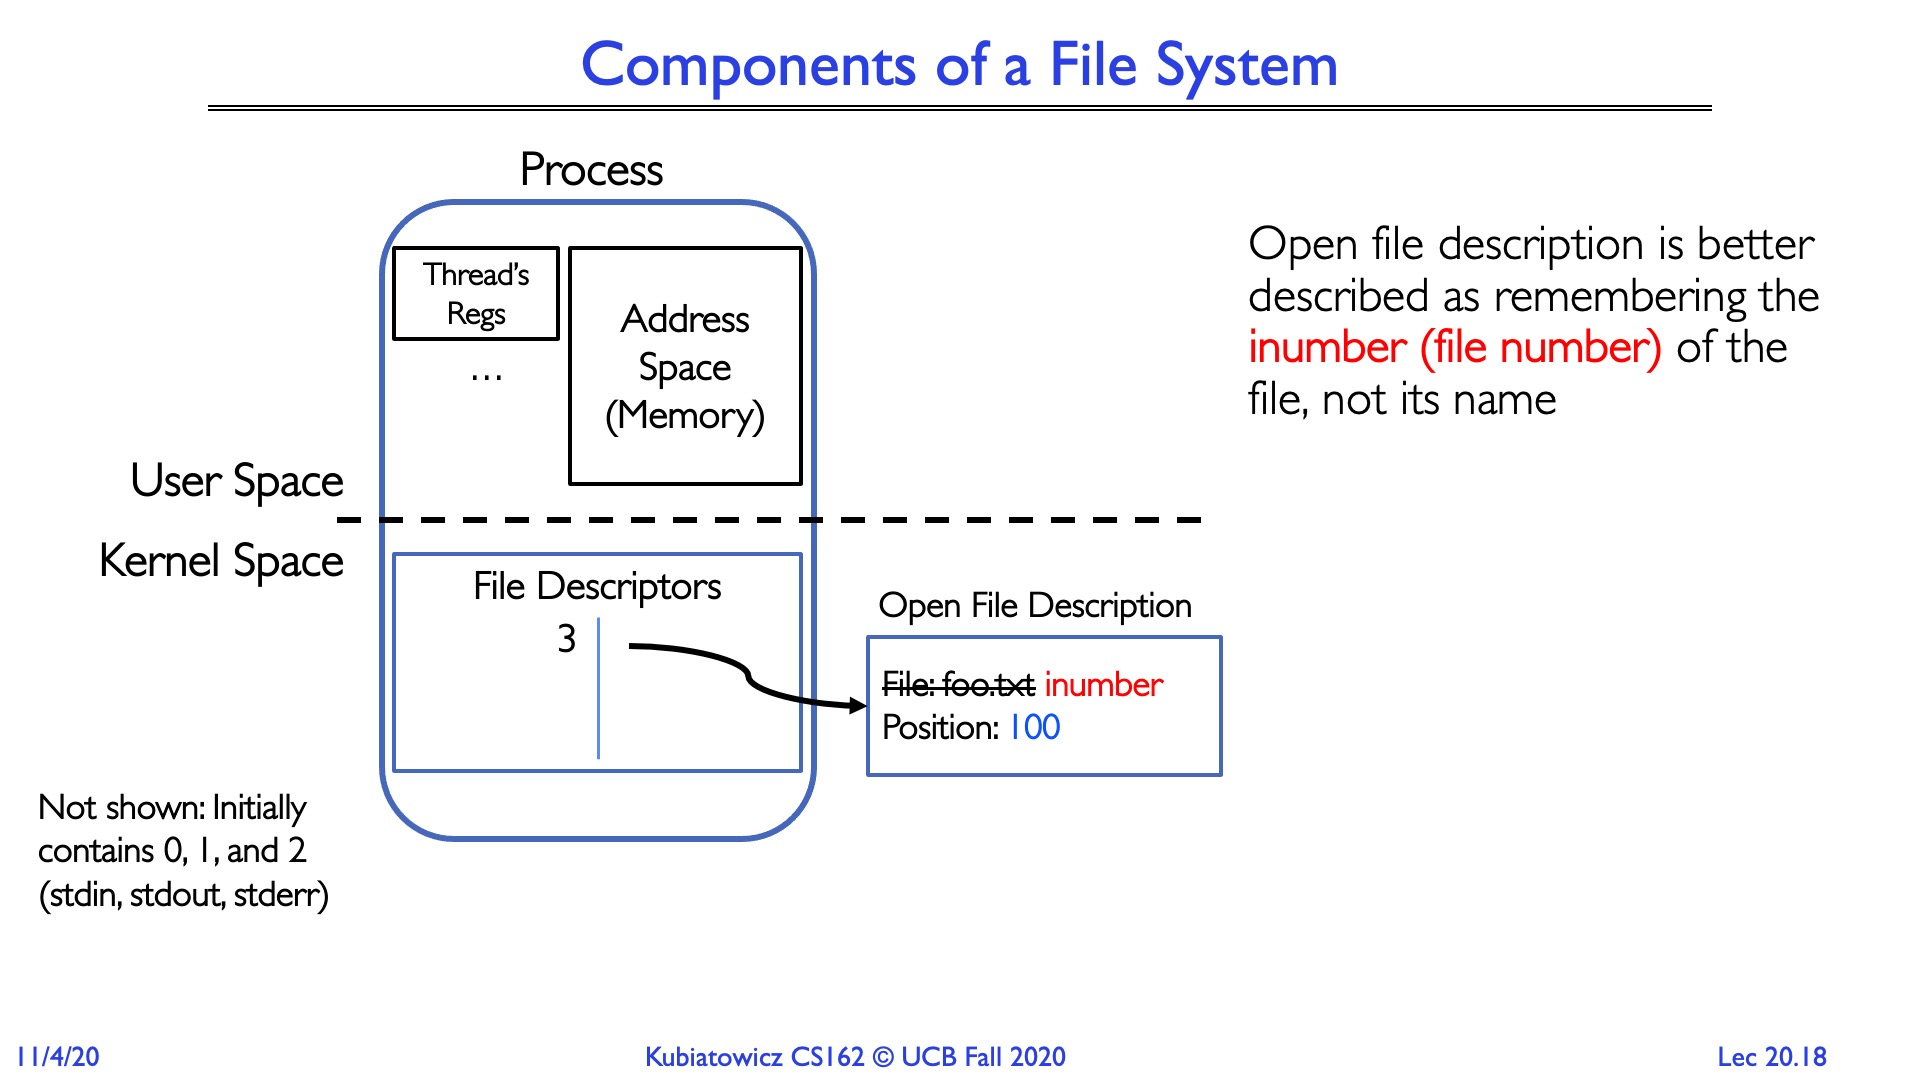 Components of a File System
Process
Thread's
Regs
…
Address
Space
(Memory)
Open file description is better
described as remembering the
inumber (file number) of the
file, not its name
User Space
Kernel Space
File Descriptors
3
Open File Description
File: foo.txt inumber
Position: 100
Not shown: Initially
contains 0, 1, and 2
(stdin, stdout, stderr)
11/4/20
Kubiatowicz CS162 © UCB Fall 2020
Lec 20.18